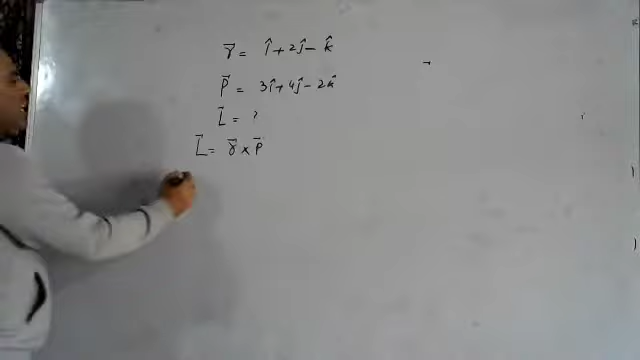 r⃗ = î + 2ĵ − k̂
P⃗ = 3î + 4ĵ − 2k̂
L⃗ = ?
L⃗ = r⃗ × P⃗